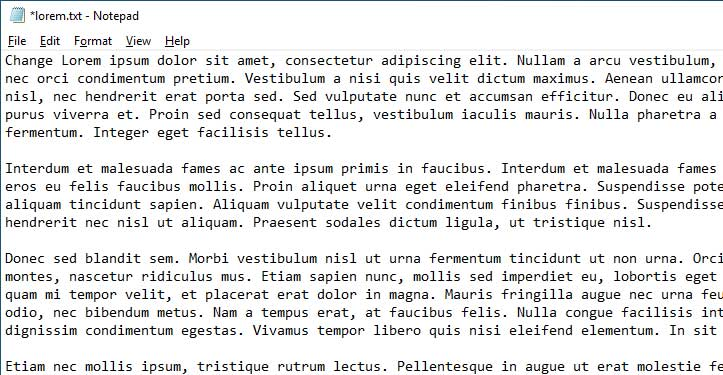 *lorem.txt - Notepad
File Edit Format View Help
Change Lorem ipsum dolor sit amet, consectetur adipiscing elit. Nullam a arcu vestibulum,
nec orci condimentum pretium. Vestibulum a nisi quis velit dictum maximus. Aenean ullamcor
nisl, nec hendrerit erat porta sed. Sed vulputate nunc et accumsan efficitur. Donec eu ali
purus viverra et. Proin sed consequat tellus, vestibulum iaculis mauris. Nulla pharetra a
fermentum. Integer eget facilisis tellus.

Interdum et malesuada fames ac ante ipsum primis in faucibus. Interdum et malesuada fames
eros eu felis faucibus mollis. Proin aliquet urna eget eleifend pharetra. Suspendisse pote
aliquam tincidunt sapien. Aliquam vulputate velit condimentum finibus finibus. Suspendisse
hendrerit nec nisl ut aliquam. Praesent sodales dictum ligula, ut tristique nisl.

Donec sed blandit sem. Morbi vestibulum nisl ut urna fermentum tincidunt ut non urna. Orci
montes, nascetur ridiculus mus. Etiam sapien nunc, mollis sed imperdiet eu, lobortis eget
quam mi tempor velit, et placerat erat dolor in magna. Mauris fringilla augue nec urna feu
odio, nec bibendum metus. Nam a tempus erat, at faucibus felis. Nulla congue facilisis int
dignissim condimentum egestas. Vivamus tempor libero quis nisi eleifend elementum. In sit

Etiam nec mollis ipsum, tristique rutrum lectus. Pellentesque in augue ut erat molestie fe